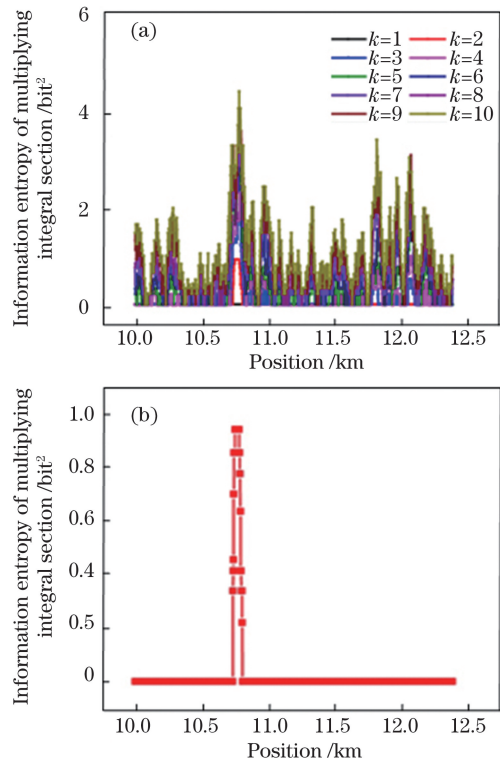 (a)
k=1 k=2
k=3 k=4
k=5 k=6
k=7 k=8
k=9 k=10
6
4
2
0
Information entropy of multiplying
integral section /bit²
10.0 10.5 11.0 11.5 12.0 12.5
Position /km
(b)
1.0
0.8
0.6
0.4
0.5
0
Information entropy of multiplying
integral section /bit²
10.0 10.5 11.0 11.5 12.0 12.5
Position /km